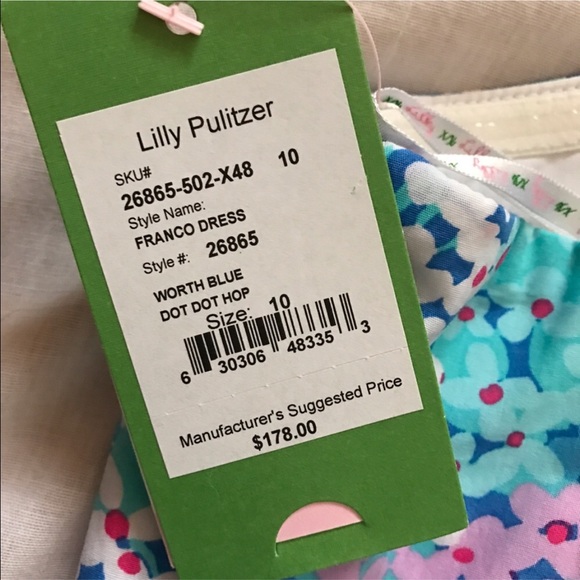 Lilly Pulitzer
SKU#
26865-502-X48 10
Style Name:
FRANCO DRESS
Style #: 26865
WORTH BLUE
DOT DOT HOP
Size: 10
6 30306 48335 3
Manufacturer's Suggested Price
$178.00